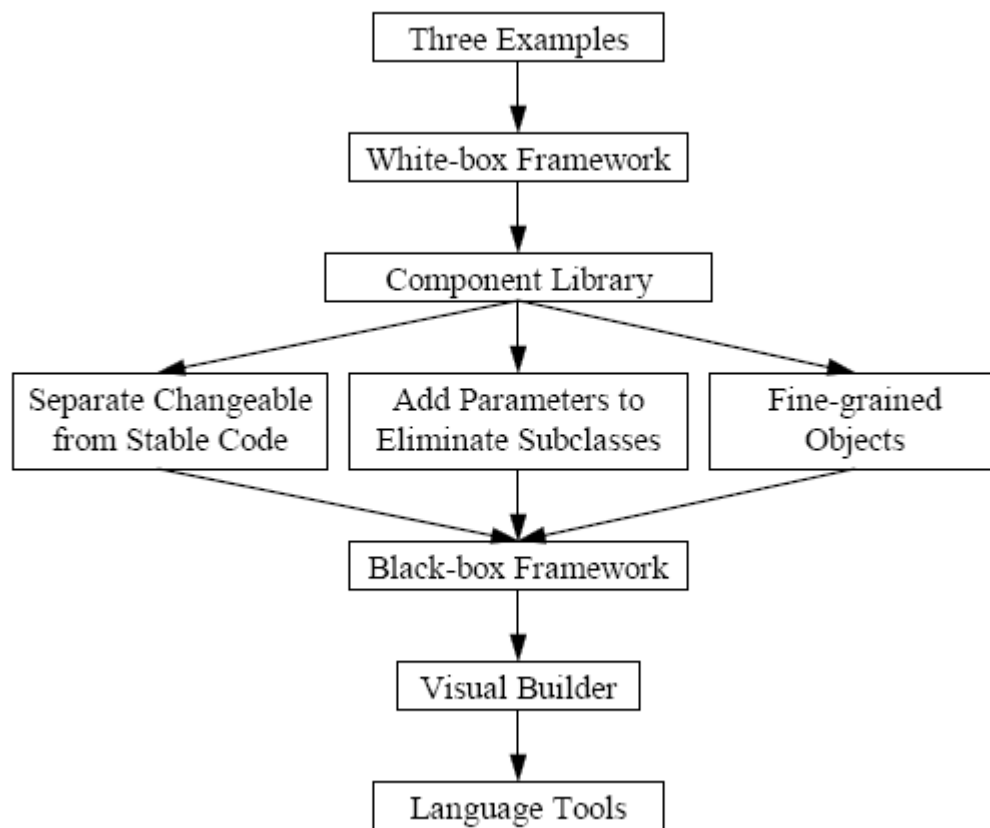 Three Examples
White-box Framework
Component Library
Separate Changeable
from Stable Code
Add Parameters to
Eliminate Subclasses
Fine-grained
Objects
Black-box Framework
Visual Builder
Language Tools